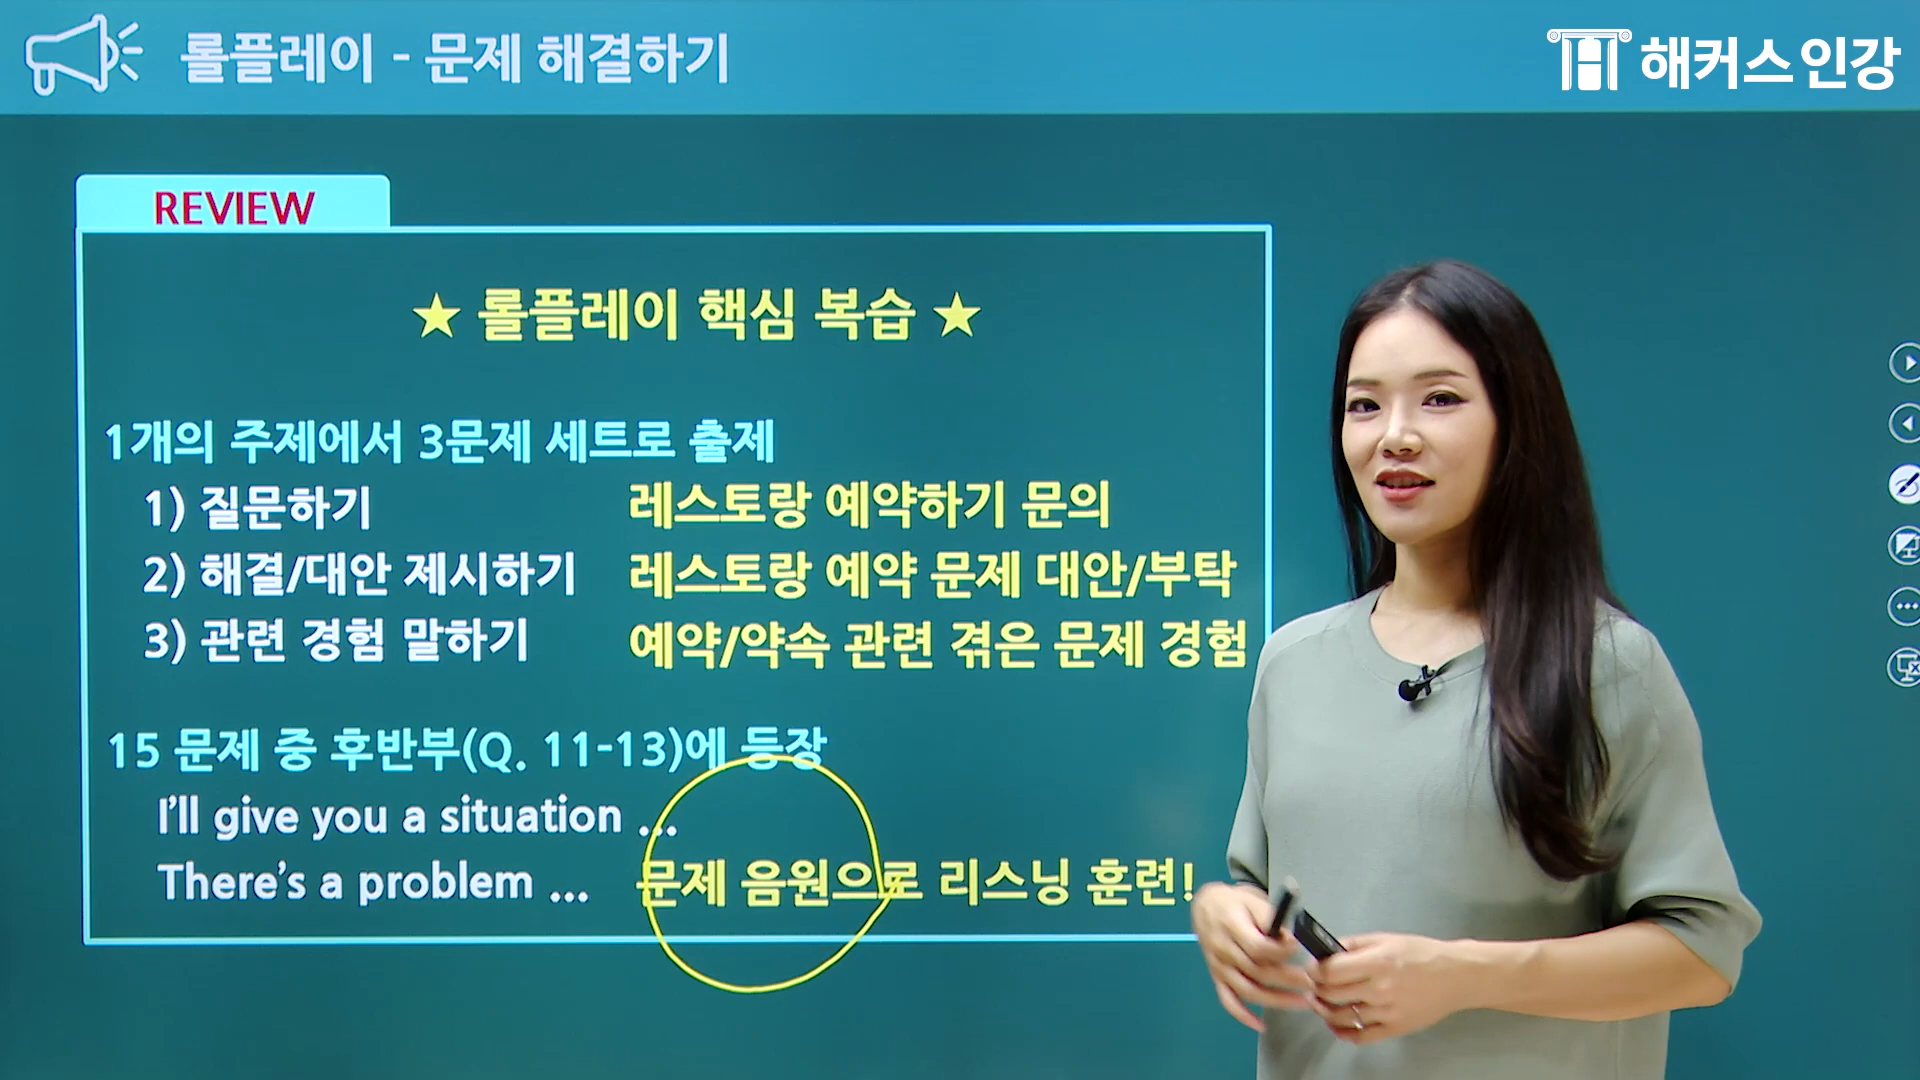 롤플레이 - 문제 해결하기
해커스인강
REVIEW
★ 롤플레이 핵심 복습 ★
1개의 주제에서 3문제 세트로 출제
1) 질문하기 레스토랑 예약하기 문의
2) 해결/대안 제시하기 레스토랑 예약 문제 대안/부탁
3) 관련 경험 말하기 예약/약속 관련 겪은 문제 경험
15 문제 중 후반부(Q. 11-13)에 등장
I'll give you a situation ...
There's a problem ... 문제 음원으로 리스닝 훈련!